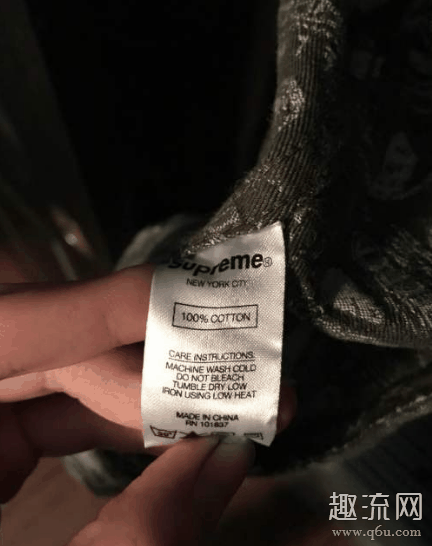 Supreme®
NEW YORK CITY
100% COTTON
CARE INSTRUCTIONS:
MACHINE WASH COLD
DO NOT BLEACH
TUMBLE DRY LOW
IRON USING LOW HEAT
MADE IN CHINA
RN 101837
趣流网
www.q6u.com